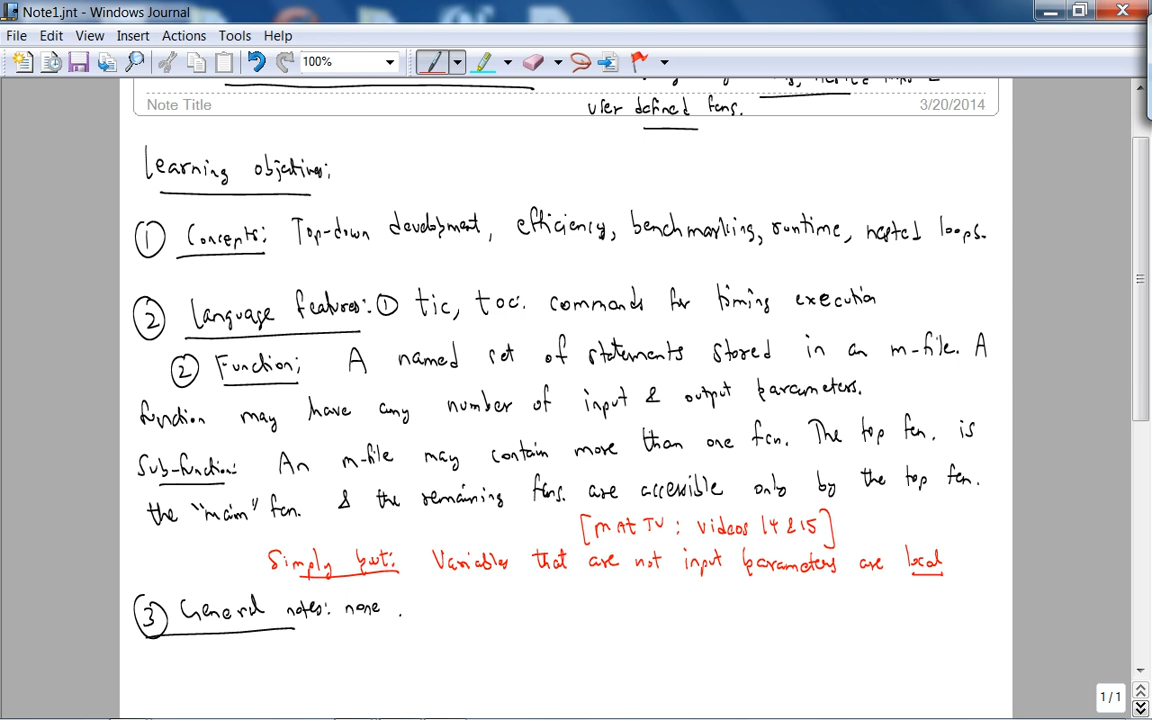 Note1.jnt - Windows Journal
File Edit View Insert Actions Tools Help
100%
user defined fcns.
Note Title 3/20/2014
Learning objectives:
① Concepts: Top-down development, efficiency, benchmarking, runtime, nested loops.
② Language features: ① tic, toc. commands for timing execution
② Function: A named set of statements stored in an m-file. A
function may have any number of input & output parameters.
Sub-function: An m-file may contain more than one fcn. The top fcn. is
the "main" fcn. & the remaining fcns. are accessible only by the top fcn.
[MAT TV: videos 14 & 15]
Simply put: Variables that are not input parameters are local
③ General notes: none.
1/1